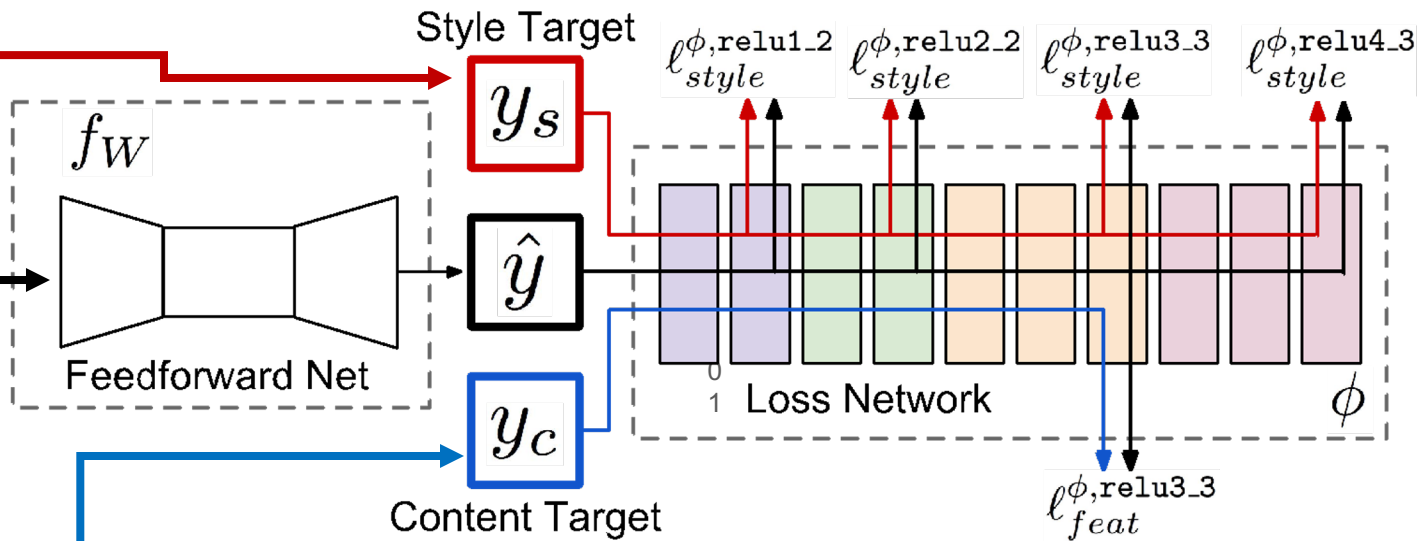 Style Target
ℓ^{ϕ,relu1_2}_{style}
ℓ^{ϕ,relu2_2}_{style}
ℓ^{ϕ,relu3_3}_{style}
ℓ^{ϕ,relu4_3}_{style}
f_W
y_s
ŷ
Feedforward Net
y_c
Content Target
0
1
Loss Network
ϕ
ℓ^{ϕ,relu3_3}_{feat}